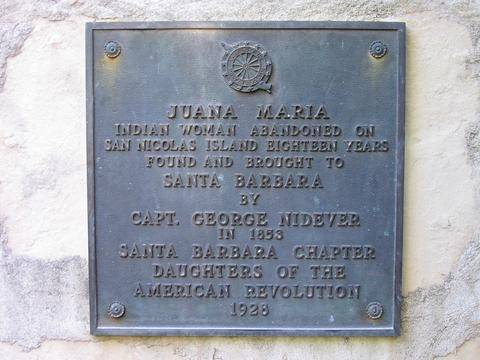 JUANA MARIA
INDIAN WOMAN ABANDONED ON
SAN NICOLAS ISLAND EIGHTEEN YEARS
FOUND AND BROUGHT TO
SANTA BARBARA
BY
CAPT. GEORGE NIDEVER
IN 1853
SANTA BARBARA CHAPTER
DAUGHTERS OF THE
AMERICAN REVOLUTION
1928